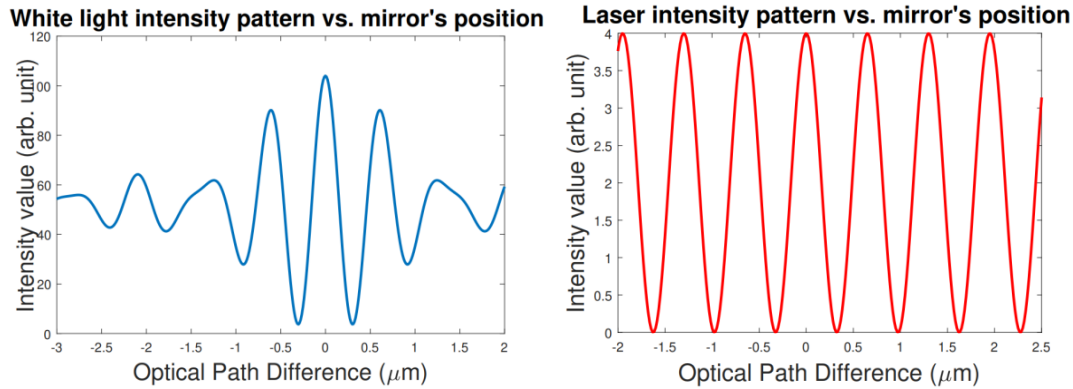 White light intensity pattern vs. mirror's position
Intensity value (arb. unit)
120
100
80
60
40
20
0
-3 -2.5 -2 -1.5 -1 -0.5 0 0.5 1 1.5 2
Optical Path Difference (μm)
Laser intensity pattern vs. mirror's position
Intensity value (arb. unit)
4
3.5
3
2.5
2
1.5
1
0.5
0
-2 -1.5 -1 -0.5 0 0.5 1 1.5 2 2.5
Optical Path Difference (μm)